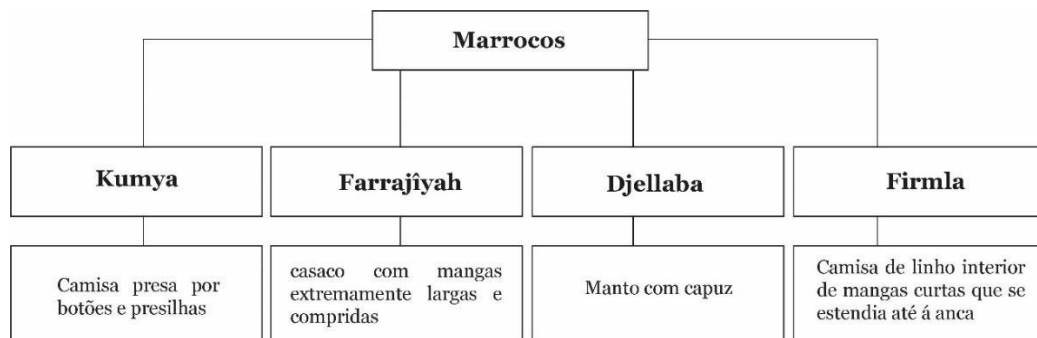 Marrocos
Kumya
Farrajîyah
Djellaba
Firmla
Camisa presa por
botões e presilhas
casaco com mangas
extremamente largas e
compridas
Manto com capuz
Camisa de linho interior
de mangas curtas que se
estendia até á anca